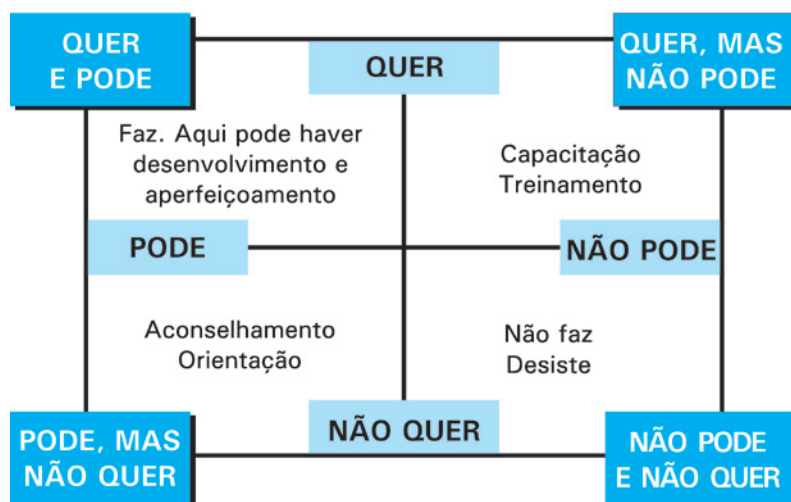 QUER
E PODE
QUER
QUER, MAS
NÃO PODE
Faz. Aqui pode haver
desenvolvimento e
aperfeiçoamento
Capacitação
Treinamento
PODE
NÃO PODE
Aconselhamento
Orientação
Não faz
Desiste
PODE, MAS
NÃO QUER
NÃO QUER
NÃO PODE
E NÃO QUER